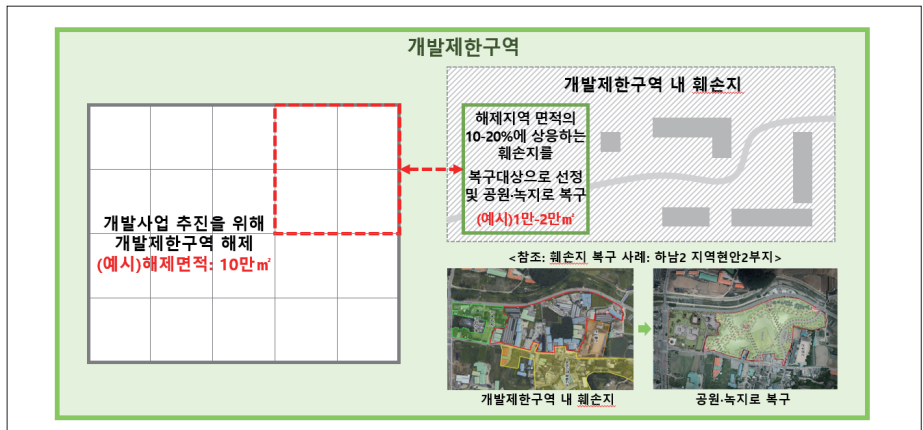 개발제한구역
개발제한구역 내 훼손지
해제지역 면적의
10-20%에 상응하는
훼손지를
복구대상으로 선정
및 공원·녹지로 복구
(예시)1만-2만㎡
개발사업 추진을 위해
개발제한구역 해제
(예시)해제면적: 10만㎡
<참조: 훼손지 복구 사례: 하남2 지역현안2부지>
개발제한구역 내 훼손지
공원·녹지로 복구